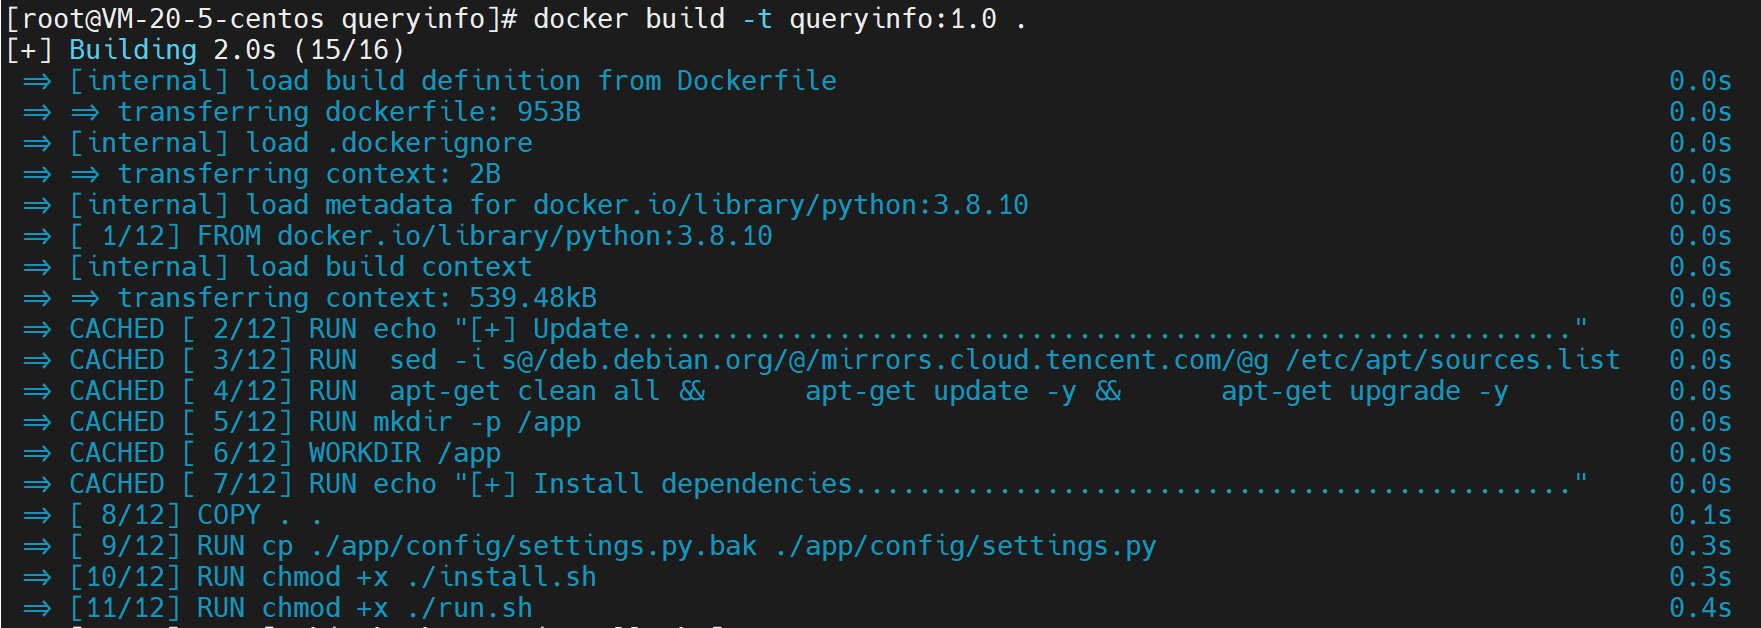 [root@VM-20-5-centos queryinfo]# docker build -t queryinfo:1.0 .
[+] Building 2.0s (15/16)
=> [internal] load build definition from Dockerfile 0.0s
=> => transferring dockerfile: 953B 0.0s
=> [internal] load .dockerignore 0.0s
=> => transferring context: 2B 0.0s
=> [internal] load metadata for docker.io/library/python:3.8.10 0.0s
=> [ 1/12] FROM docker.io/library/python:3.8.10 0.0s
=> [internal] load build context 0.0s
=> => transferring context: 539.48kB 0.0s
=> CACHED [ 2/12] RUN echo "[+] Update..........................................................." 0.0s
=> CACHED [ 3/12] RUN  sed -i s@/deb.debian.org/@/mirrors.cloud.tencent.com/@g /etc/apt/sources.list 0.0s
=> CACHED [ 4/12] RUN  apt-get clean all &&      apt-get update -y &&      apt-get upgrade -y 0.0s
=> CACHED [ 5/12] RUN mkdir -p /app 0.0s
=> CACHED [ 6/12] WORKDIR /app 0.0s
=> CACHED [ 7/12] RUN echo "[+] Install dependencies............................................." 0.0s
=> [ 8/12] COPY . . 0.1s
=> [ 9/12] RUN cp ./app/config/settings.py.bak ./app/config/settings.py 0.3s
=> [10/12] RUN chmod +x ./install.sh 0.3s
=> [11/12] RUN chmod +x ./run.sh 0.4s